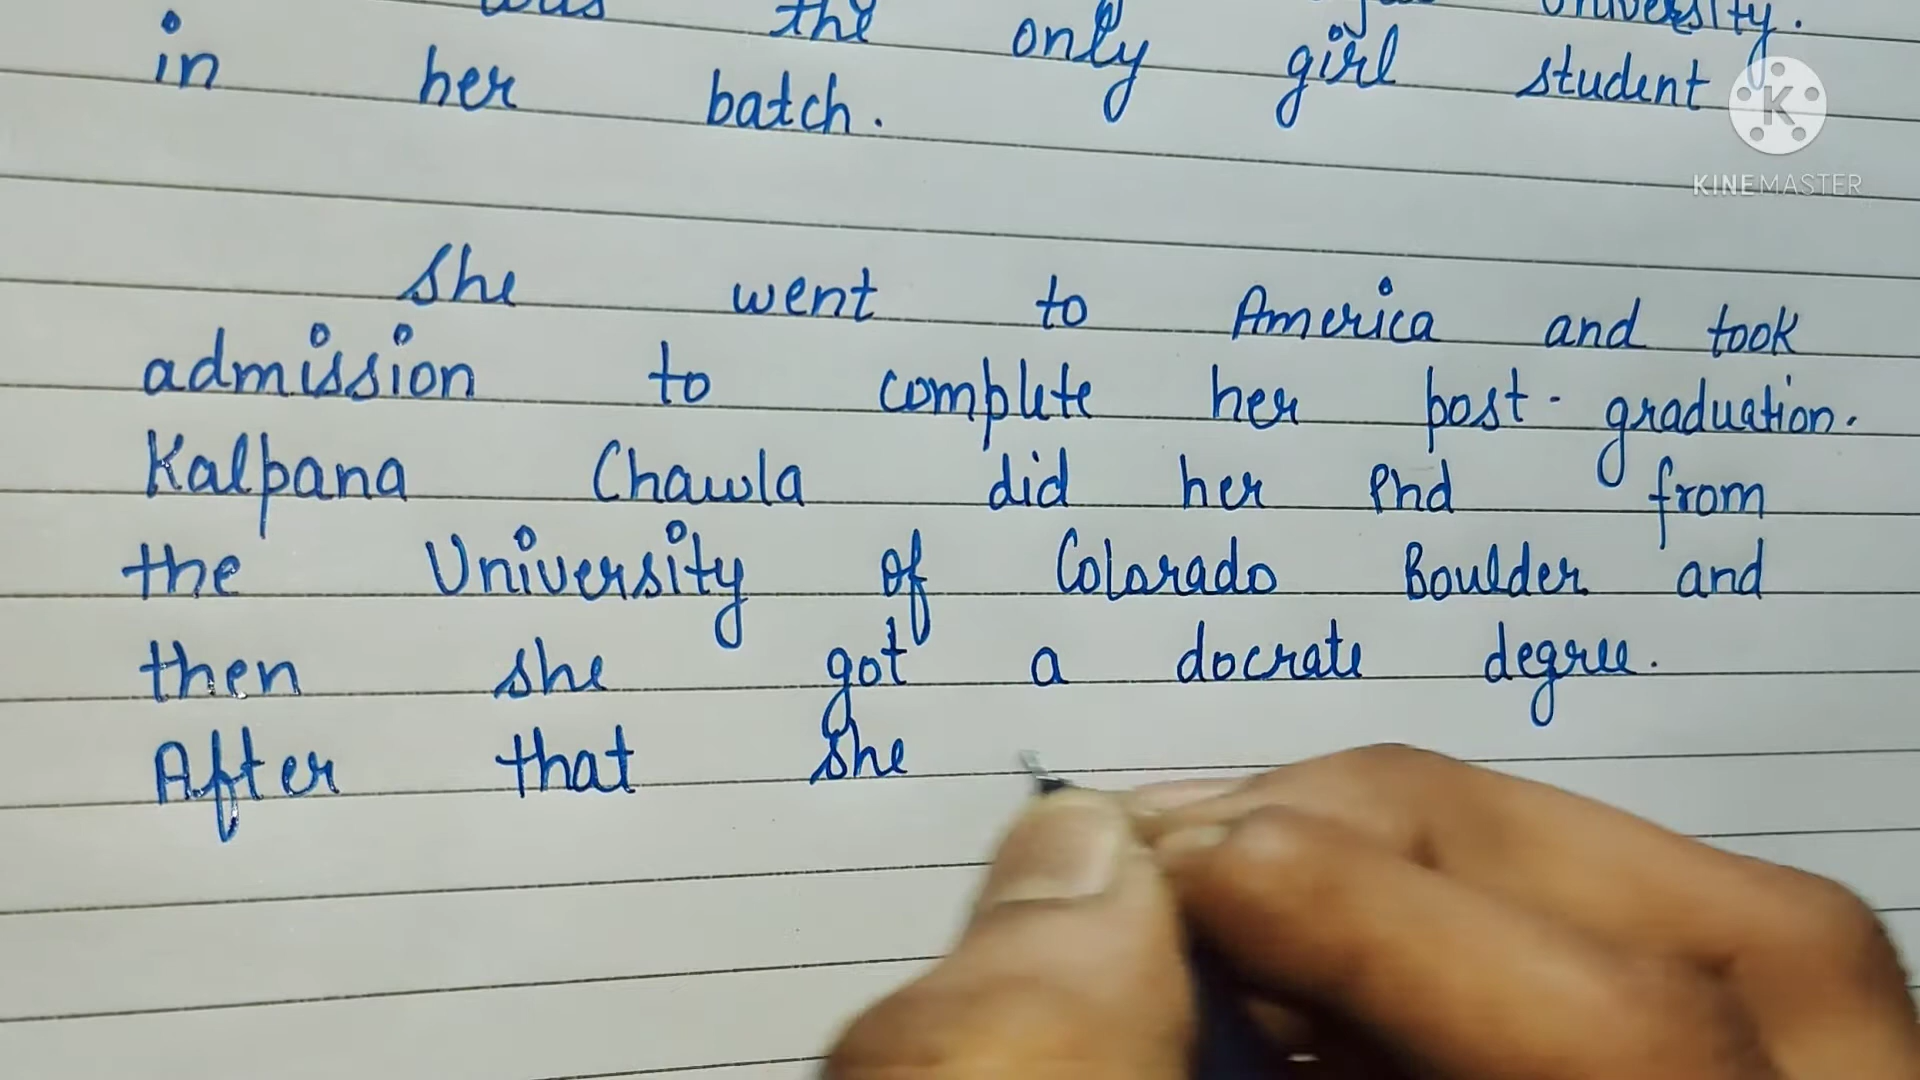 was the only girl student University.
in her batch.
She went to America and took
admission to complete her post-graduation.
Kalpana Chawla did her Phd from
the University of Colorado Boulder and
then she got a docrate degree.
After that she
KINEMASTER